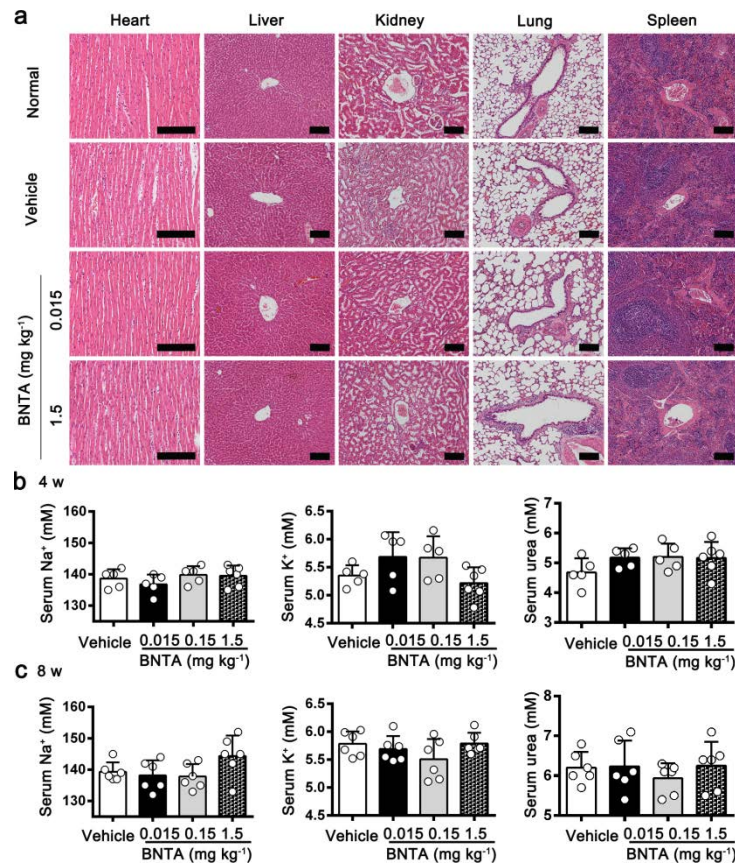 a
Heart Liver Kidney Lung Spleen
Normal
Vehicle
BNTA (mg kg⁻¹)
0.015
1.5
b 4 w
Serum Na⁺ (mM)
160
150
140
130
Vehicle 0.015 0.15 1.5
BNTA (mg kg⁻¹)
Serum K⁺ (mM)
6.5
6.0
5.5
5.0
Vehicle 0.015 0.15 1.5
BNTA (mg kg⁻¹)
Serum urea (mM)
7
6
5
4
3
Vehicle 0.015 0.15 1.5
BNTA (mg kg⁻¹)
c 8 w
Serum Na⁺ (mM)
160
150
140
130
Vehicle 0.015 0.15 1.5
BNTA (mg kg⁻¹)
Serum K⁺ (mM)
6.5
6.0
5.5
5.0
4.5
Vehicle 0.015 0.15 1.5
BNTA (mg kg⁻¹)
Serum urea (mM)
8
7
6
5
Vehicle 0.015 0.15 1.5
BNTA (mg kg⁻¹)